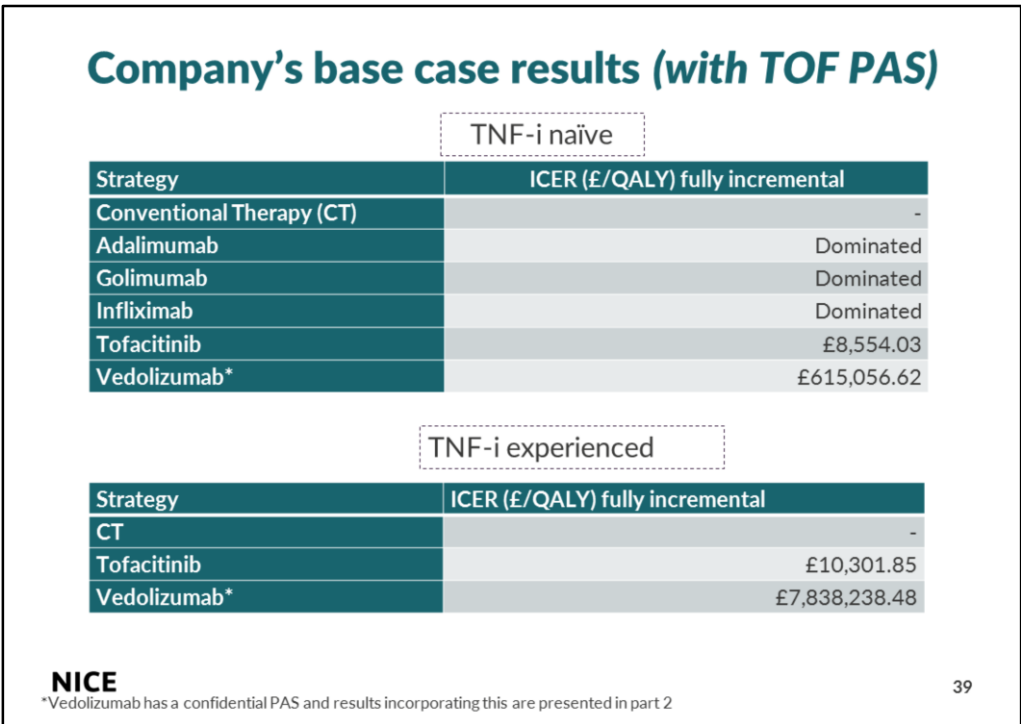 Company’s base case results (with TOF PAS)
TNF-i naïve
Strategy ICER (£/QALY) fully incremental
Conventional Therapy (CT) -
Adalimumab Dominated
Golimumab Dominated
Infliximab Dominated
Tofacitinib £8,554.03
Vedolizumab* £615,056.62
TNF-i experienced
Strategy ICER (£/QALY) fully incremental
CT -
Tofacitinib £10,301.85
Vedolizumab* £7,838,238.48
NICE
39
*Vedolizumab has a confidential PAS and results incorporating this are presented in part 2